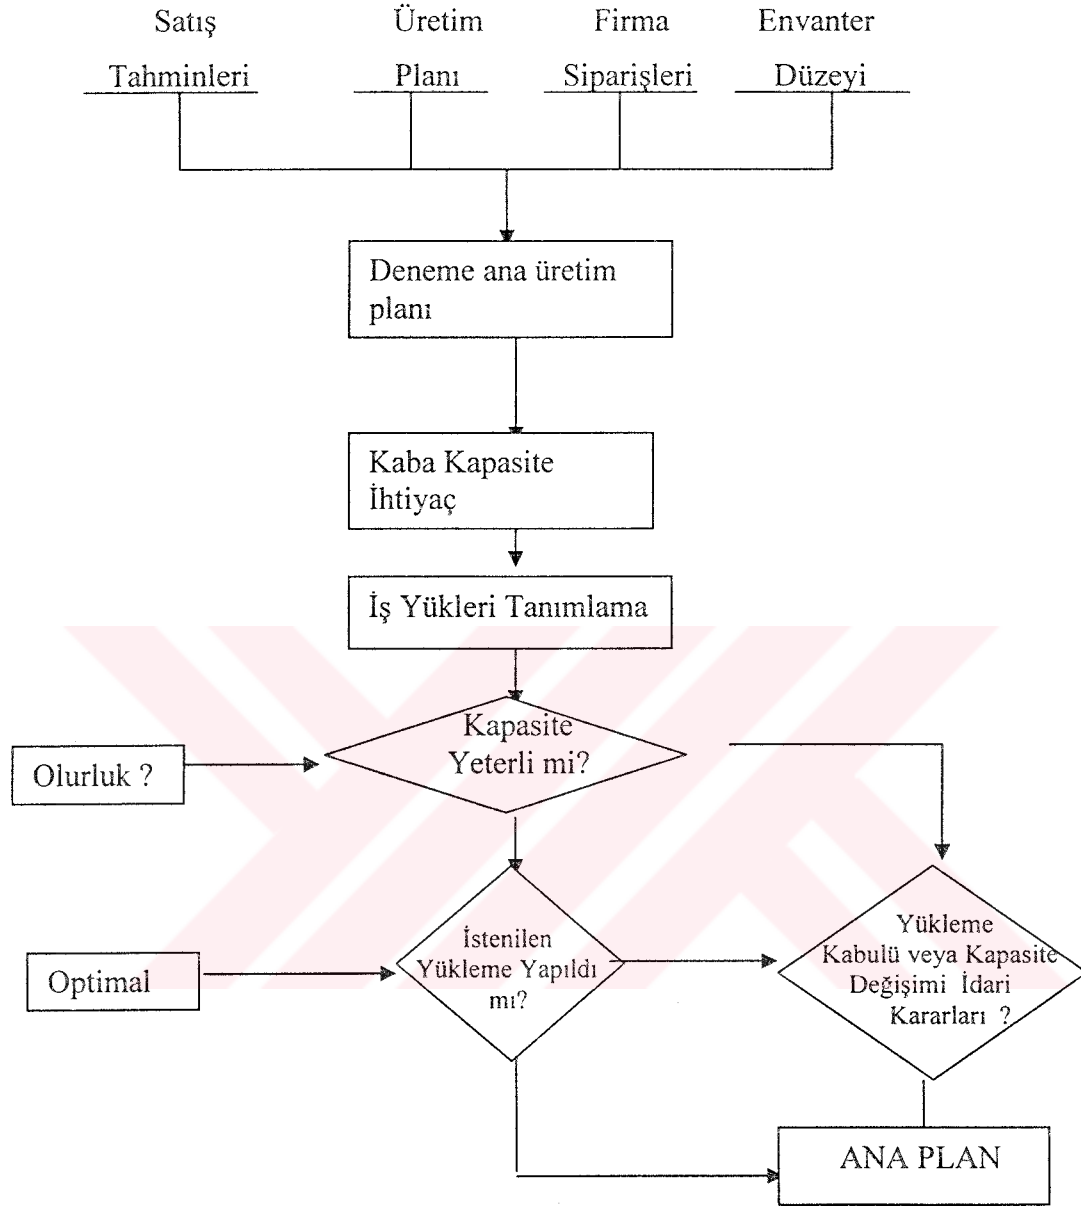 Satış Üretim Firma Envanter
Tahminleri Planı Siparişleri Düzeyi
Deneme ana üretim
planı
Kaba Kapasite
İhtiyaç
İş Yükleri Tanımlama
Kapasite
Yeterli mi?
Olurluk ?
İstenilen
Yükleme Yapıldı
mı?
Optimal
Yükleme
Kabulü veya Kapasite
Değişimi İdari
Kararları ?
ANA PLAN